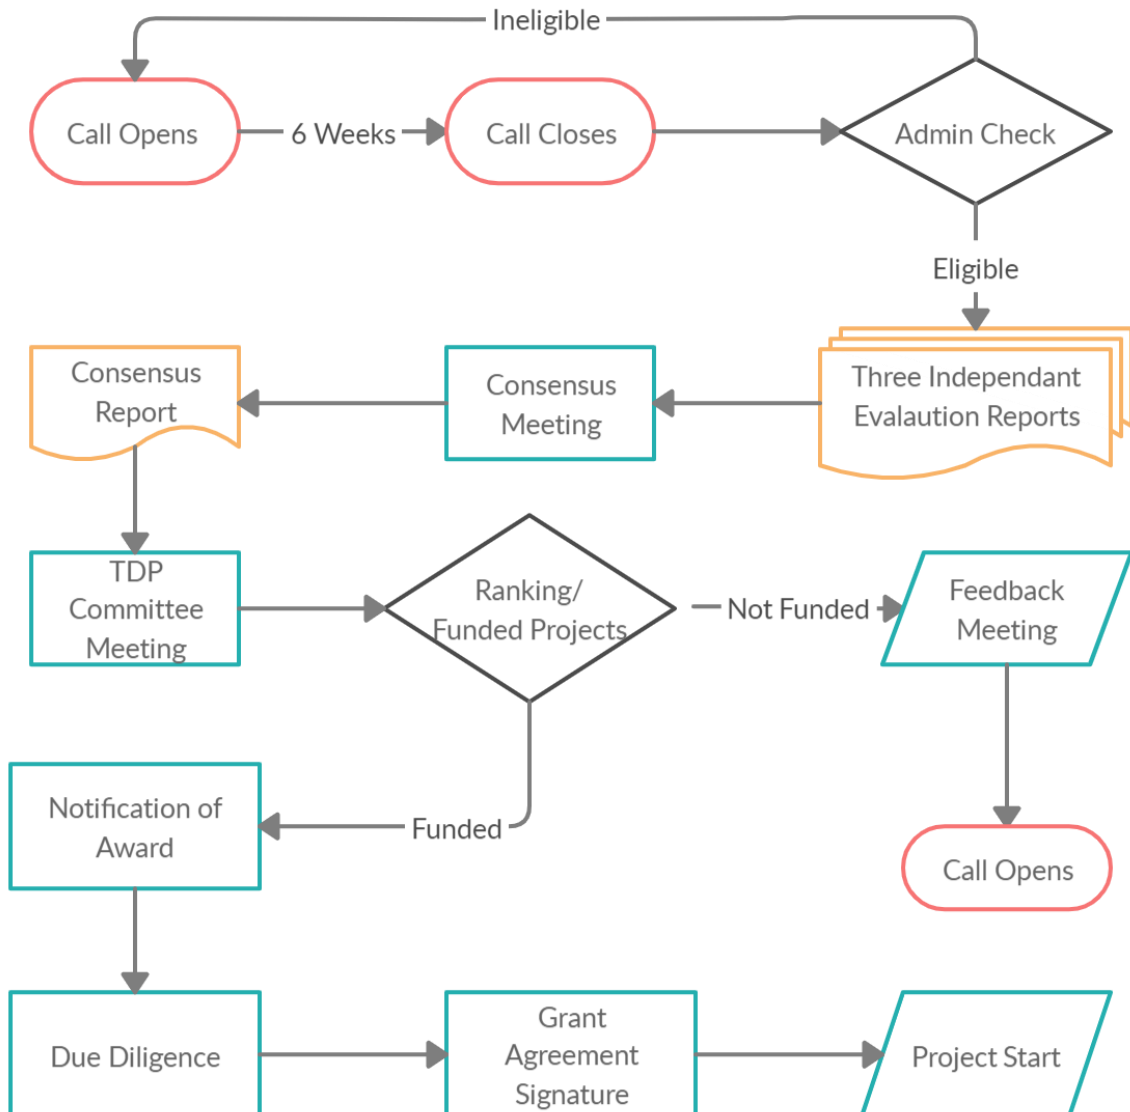 Ineligible
Call Opens
6 Weeks
Call Closes
Admin Check
Eligible
Consensus
Report
Consensus
Meeting
Three Independant
Evalaution Reports
TDP
Committee
Meeting
Ranking/
Funded Projects
Not Funded
Feedback
Meeting
Notification of
Award
Funded
Call Opens
Due Diligence
Grant
Agreement
Signature
Project Start